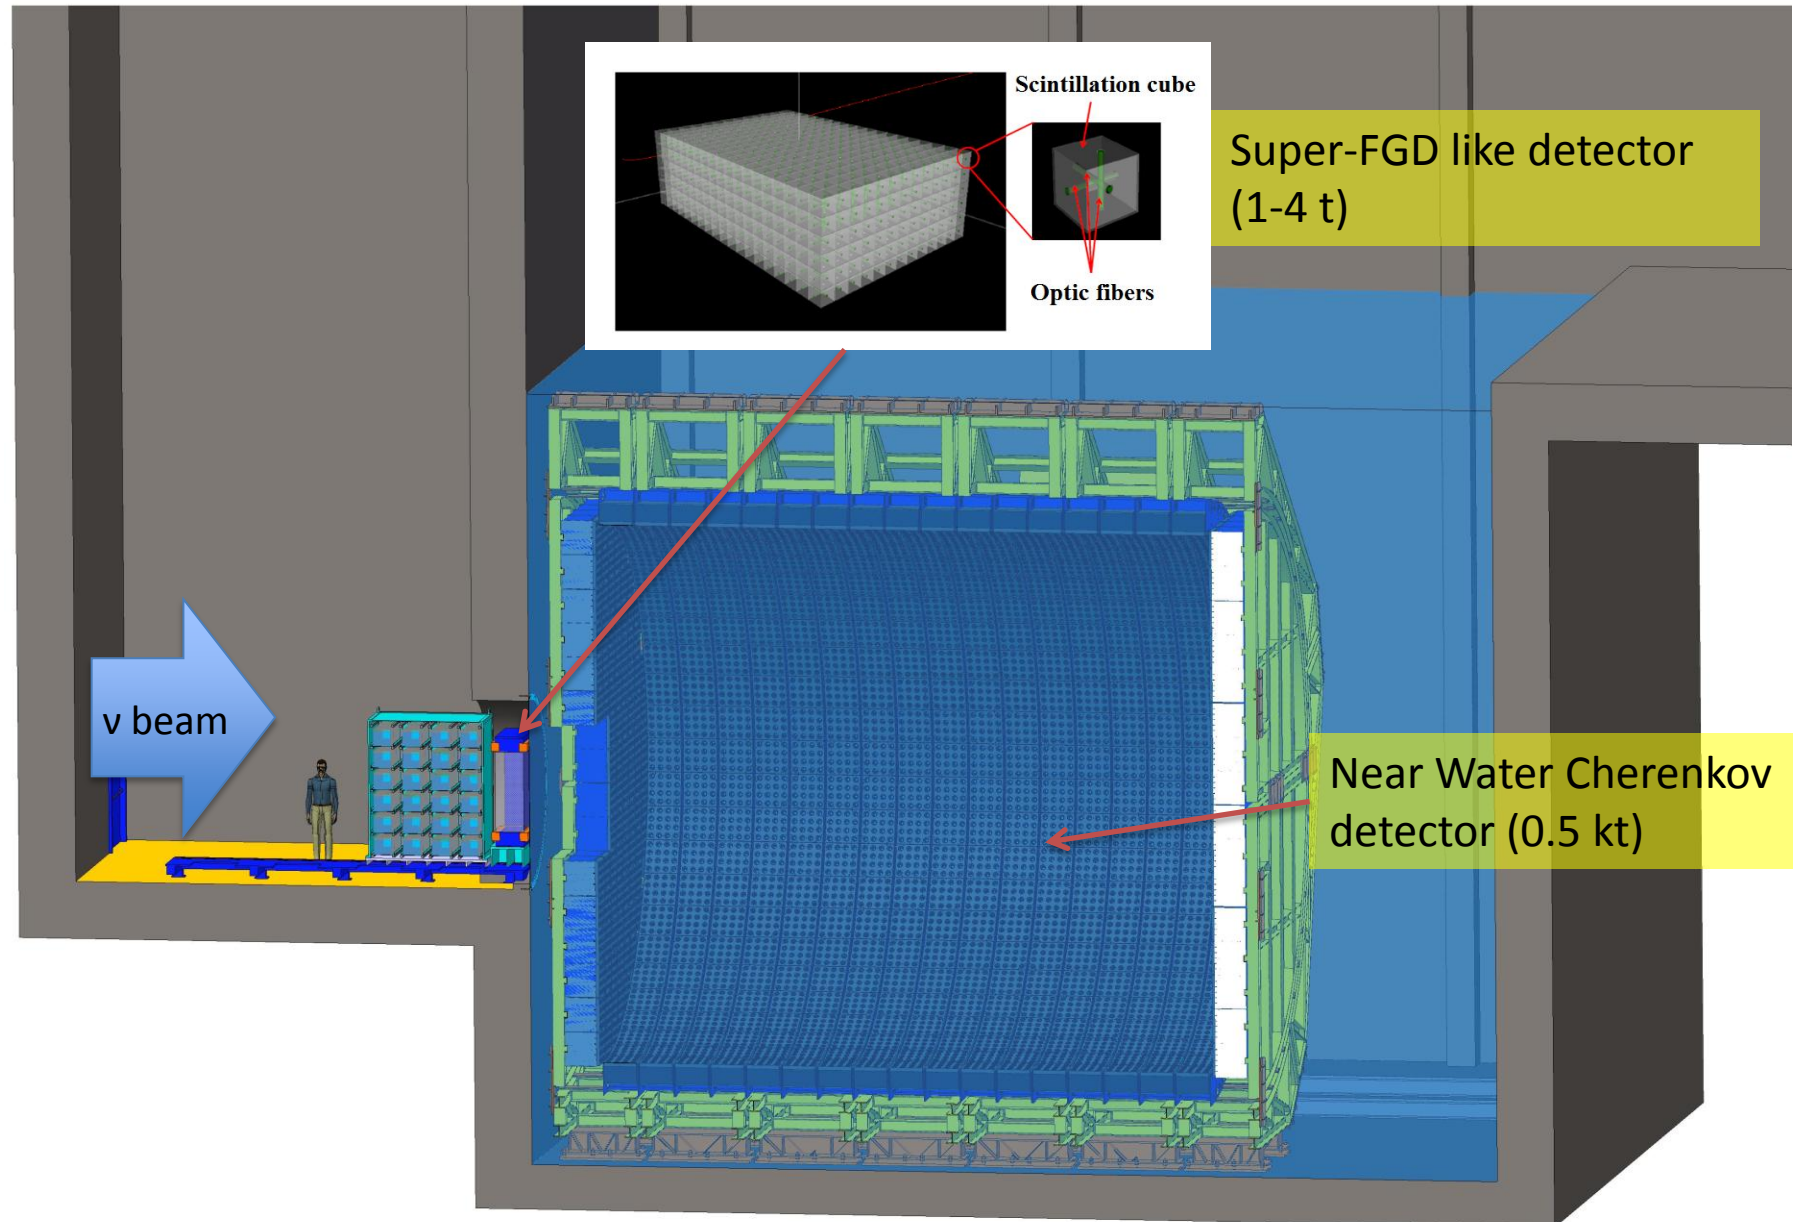 Scintillation cube
Optic fibers
Super-FGD like detector
(1-4 t)
ν beam
Near Water Cherenkov
detector (0.5 kt)